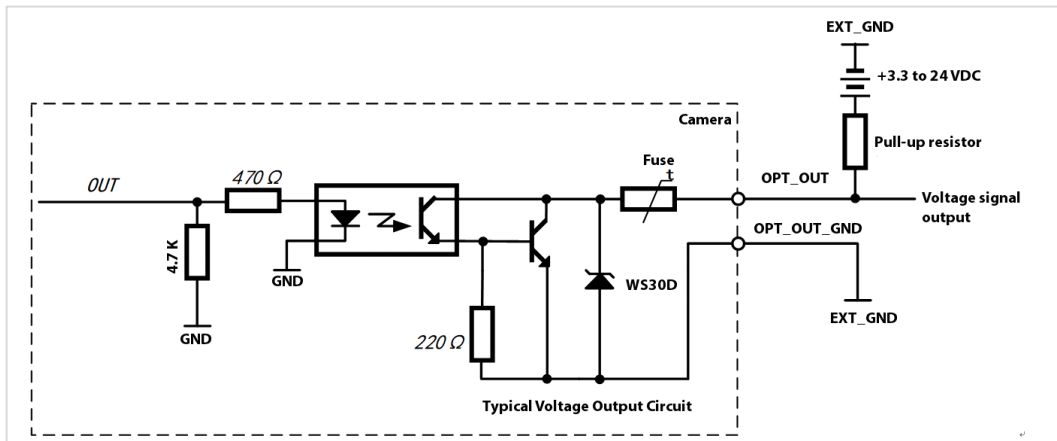 EXT_GND
+3.3 to 24 VDC
Camera
Pull-up resistor
Fuse
t
OUT
470 Ω
OPT_OUT
Voltage signal
output
OPT_OUT_GND
4.7 K
GND
WS30D
GND
220 Ω
EXT_GND
Typical Voltage Output Circuit